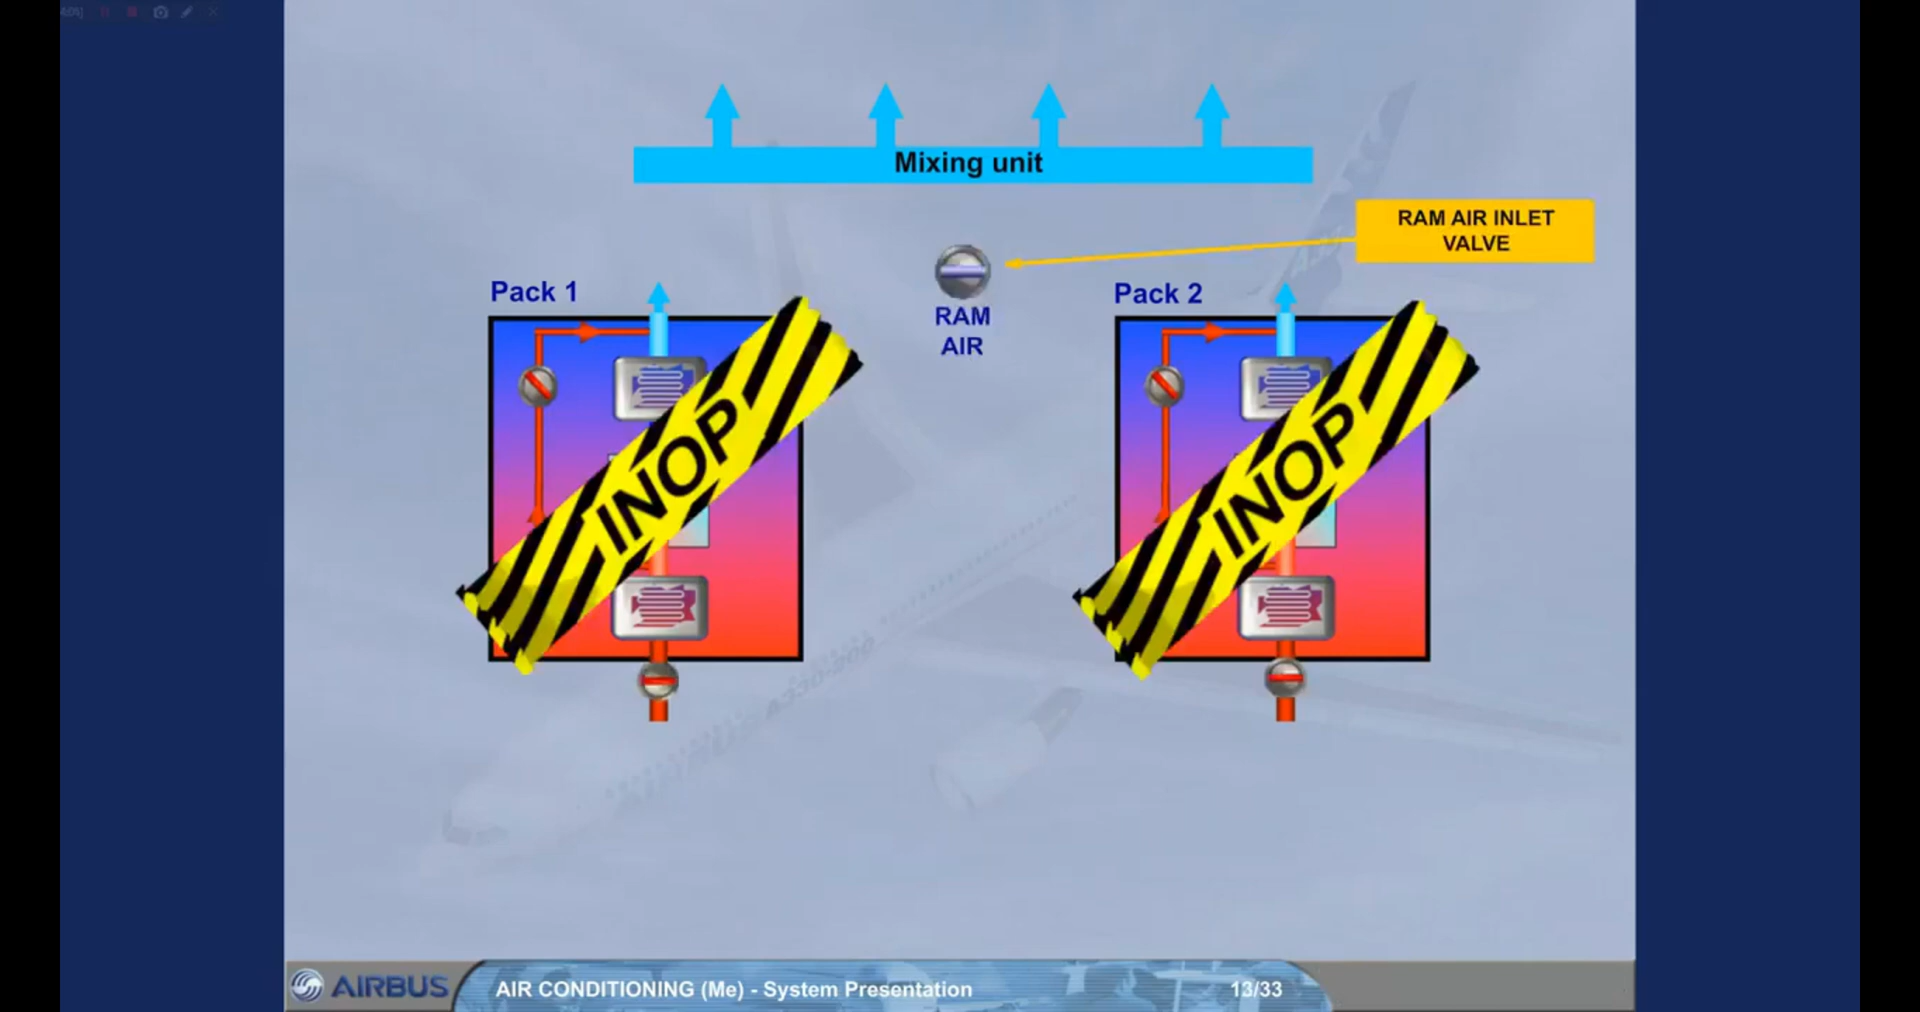 Mixing unit
RAM AIR INLET
VALVE
Pack 1
RAM
AIR
Pack 2
INOP
INOP
AIRBUS
AIR CONDITIONING (Me) - System Presentation
13/33